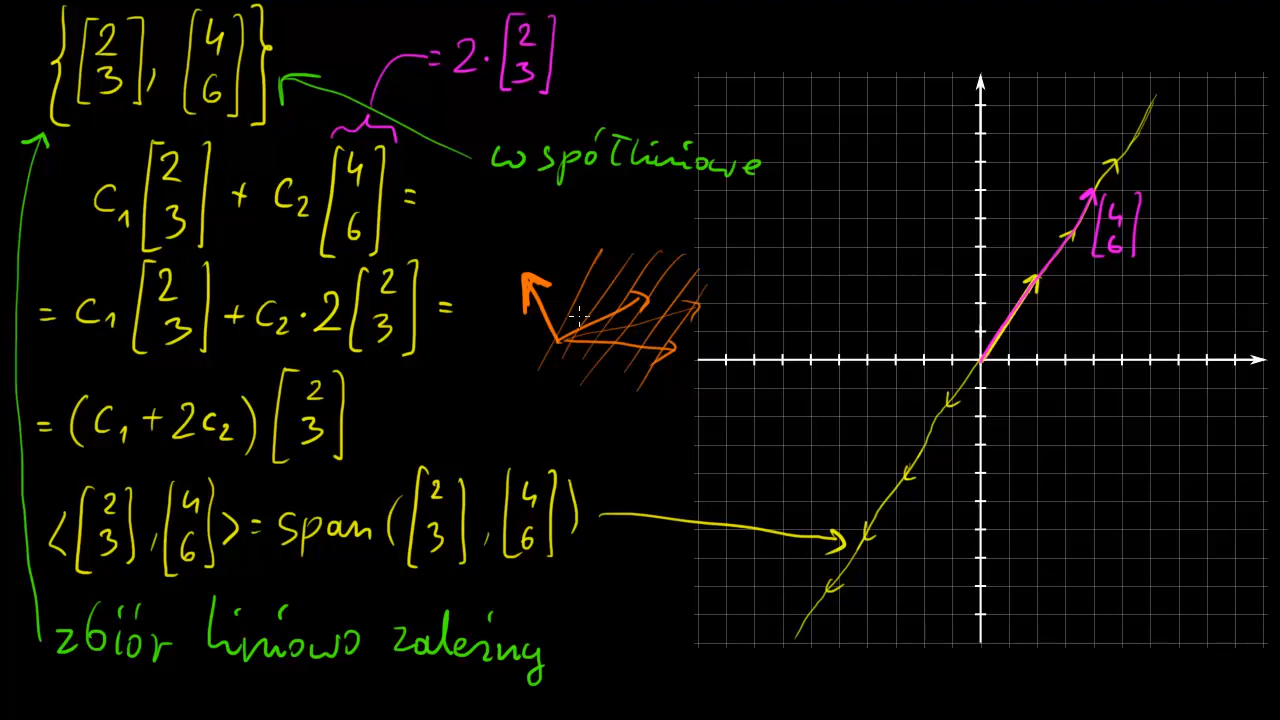 {[2 3], [4 6]} = 2 · [2 3]
współliniowe
c₁ [2 3] + c₂ [4 6] =
= c₁ [2 3] + c₂ · 2 [2 3] =
= (c₁ + 2c₂) [2 3]
<[2 3], [4 6]> = span ([2 3], [4 6])
zbiór liniowo zależny
[4 6]